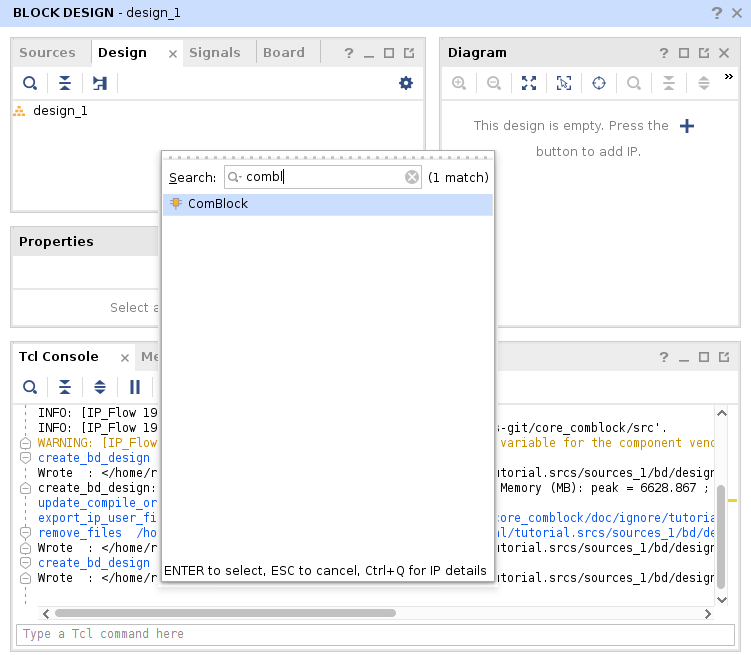 BLOCK DESIGN - design_1
Sources Design Signals Board
design_1
Diagram
This design is empty. Press the
button to add IP.
Search: combl (1 match)
ComBlock
ENTER to select, ESC to cancel, Ctrl+Q for IP details
Properties
Select a
Tcl Console Me
INFO: [IP_Flow 19
INFO: [IP_Flow 19 s-git/core_comblock/src'.
WARNING: [IP_Flow variable for the component vend
create_bd_design
Wrote : </home/r utorial.srcs/sources_1/bd/design
create_bd_design: Memory (MB): peak = 6628.867 ;
update_compile_or
export_ip_user_fi core_comblock/doc/ignore/tutoria
remove_files /ho al/tutorial.srcs/sources_1/bd/de
Wrote : </home/r utorial.srcs/sources_1/bd/design
create_bd_design
Wrote : </home/r utorial.srcs/sources_1/bd/design
Type a Tcl command here